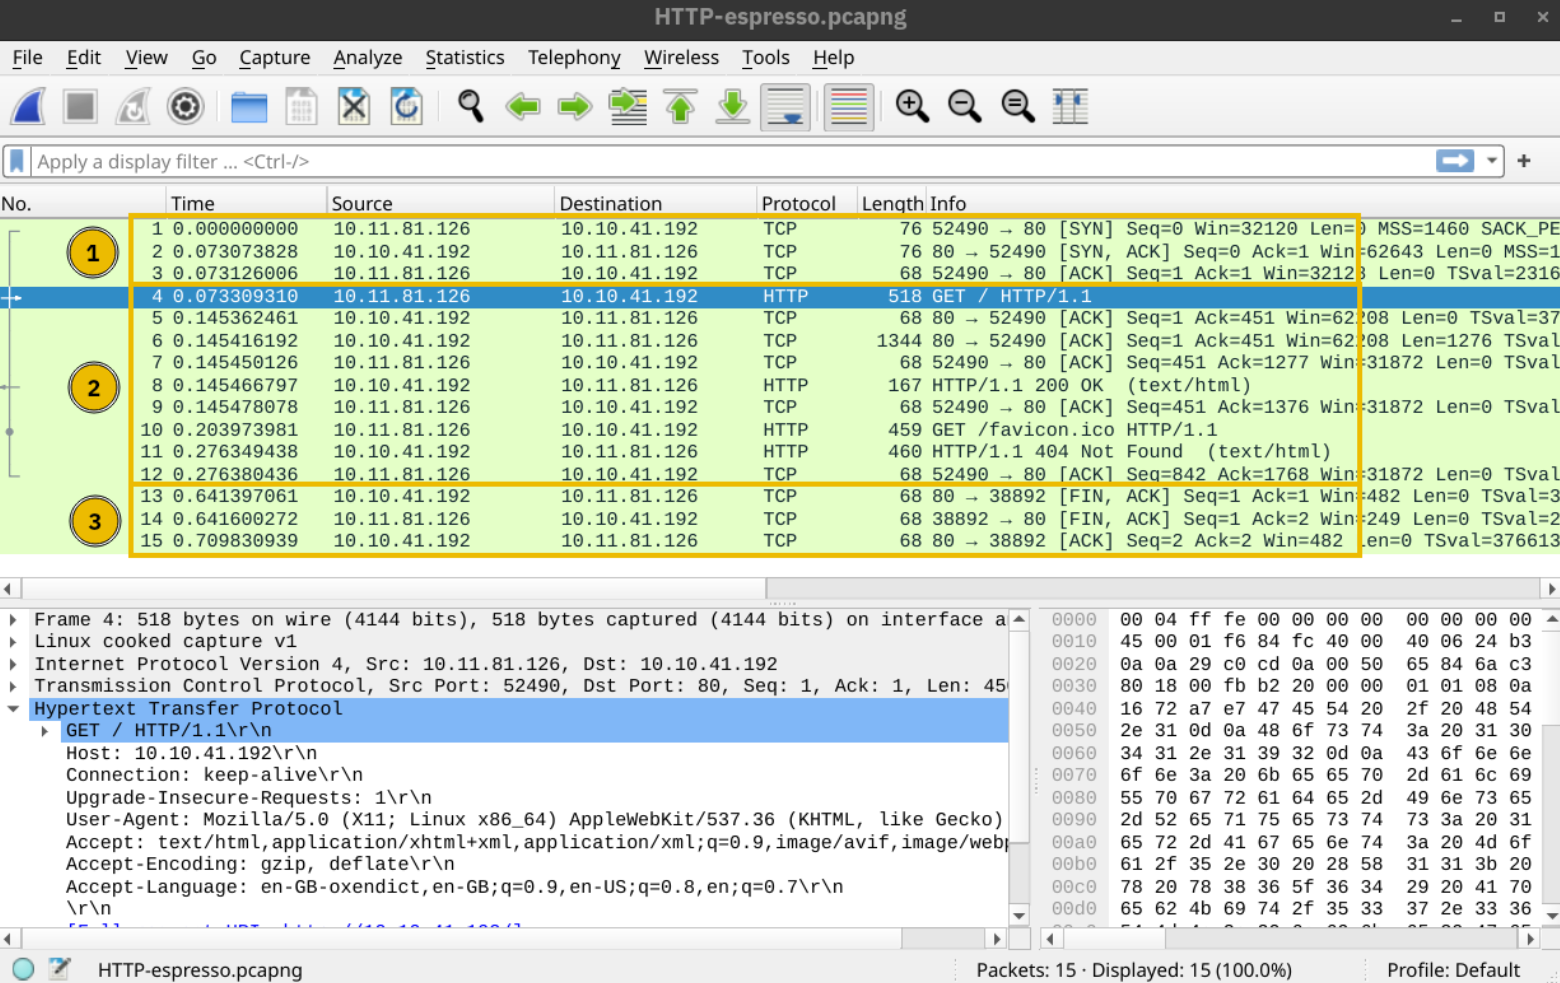 HTTP-espresso.pcapng
File Edit View Go Capture Analyze Statistics Telephony Wireless Tools Help
Apply a display filter ... <Ctrl-/>
No. Time Source Destination Protocol Length Info
1 0.000000000 10.11.81.126 10.10.41.192 TCP 76 52490 → 80 [SYN] Seq=0 Win=32120 Len=0 MSS=1460 SACK_PE
1
2 0.073073828 10.10.41.192 10.11.81.126 TCP 76 80 → 52490 [SYN, ACK] Seq=0 Ack=1 Win=62643 Len=0 MSS=1
3 0.073126006 10.11.81.126 10.10.41.192 TCP 68 52490 → 80 [ACK] Seq=1 Ack=1 Win=32128 Len=0 TSval=2316
4 0.073309310 10.11.81.126 10.10.41.192 HTTP 518 GET / HTTP/1.1
5 0.145362461 10.10.41.192 10.11.81.126 TCP 68 80 → 52490 [ACK] Seq=1 Ack=451 Win=62208 Len=0 TSval=37
6 0.145416192 10.10.41.192 10.11.81.126 TCP 1344 80 → 52490 [ACK] Seq=1 Ack=451 Win=62208 Len=1276 TSval
7 0.145450126 10.11.81.126 10.10.41.192 TCP 68 52490 → 80 [ACK] Seq=451 Ack=1277 Win=31872 Len=0 TSval
2
8 0.145466797 10.10.41.192 10.11.81.126 HTTP 167 HTTP/1.1 200 OK (text/html)
9 0.145478078 10.11.81.126 10.10.41.192 TCP 68 52490 → 80 [ACK] Seq=451 Ack=1376 Win=31872 Len=0 TSval
10 0.203973981 10.11.81.126 10.10.41.192 HTTP 459 GET /favicon.ico HTTP/1.1
11 0.276349438 10.10.41.192 10.11.81.126 HTTP 460 HTTP/1.1 404 Not Found (text/html)
12 0.276380436 10.11.81.126 10.10.41.192 TCP 68 52490 → 80 [ACK] Seq=842 Ack=1768 Win=31872 Len=0 TSval
13 0.641397061 10.10.41.192 10.11.81.126 TCP 68 80 → 38892 [FIN, ACK] Seq=1 Ack=1 Win=482 Len=0 TSval=3
3
14 0.641600272 10.11.81.126 10.10.41.192 TCP 68 38892 → 80 [FIN, ACK] Seq=1 Ack=2 Win=249 Len=0 TSval=2
15 0.709830939 10.10.41.192 10.11.81.126 TCP 68 80 → 38892 [ACK] Seq=2 Ack=2 Win=482 Len=0 TSval=376613
Frame 4: 518 bytes on wire (4144 bits), 518 bytes captured (4144 bits) on interface a
Linux cooked capture v1
Internet Protocol Version 4, Src: 10.11.81.126, Dst: 10.10.41.192
Transmission Control Protocol, Src Port: 52490, Dst Port: 80, Seq: 1, Ack: 1, Len: 45
Hypertext Transfer Protocol
GET / HTTP/1.1\r\n
Host: 10.10.41.192\r\n
Connection: keep-alive\r\n
Upgrade-Insecure-Requests: 1\r\n
User-Agent: Mozilla/5.0 (X11; Linux x86_64) AppleWebKit/537.36 (KHTML, like Gecko)
Accept: text/html,application/xhtml+xml,application/xml;q=0.9,image/avif,image/web
Accept-Encoding: gzip, deflate\r\n
Accept-Language: en-GB-oxendict,en-GB;q=0.9,en-US;q=0.8,en;q=0.7\r\n
\r\n
0000 00 04 ff fe 00 00 00 00 00 00 00 00
0010 45 00 01 f6 84 fc 40 00 40 06 24 b3
0020 0a 0a 29 c0 cd 0a 00 50 65 84 6a c3
0030 80 18 00 fb b2 20 00 00 01 01 08 0a
0040 16 72 a7 e7 47 45 54 20 2f 20 48 54
0050 2e 31 0d 0a 48 6f 73 74 3a 20 31 30
0060 34 31 2e 31 39 32 0d 0a 43 6f 6e 6e
0070 6f 6e 3a 20 6b 65 65 70 2d 61 6c 69
0080 55 70 67 72 61 64 65 2d 49 6e 73 65
0090 2d 52 65 71 75 65 73 74 73 3a 20 31
00a0 65 72 2d 41 67 65 6e 74 3a 20 4d 6f
00b0 61 2f 35 2e 30 20 28 58 31 31 3b 20
00c0 78 20 78 38 36 5f 36 34 29 20 41 70
00d0 65 62 4b 69 74 2f 35 33 37 2e 33 36
HTTP-espresso.pcapng
Packets: 15 · Displayed: 15 (100.0%)
Profile: Default